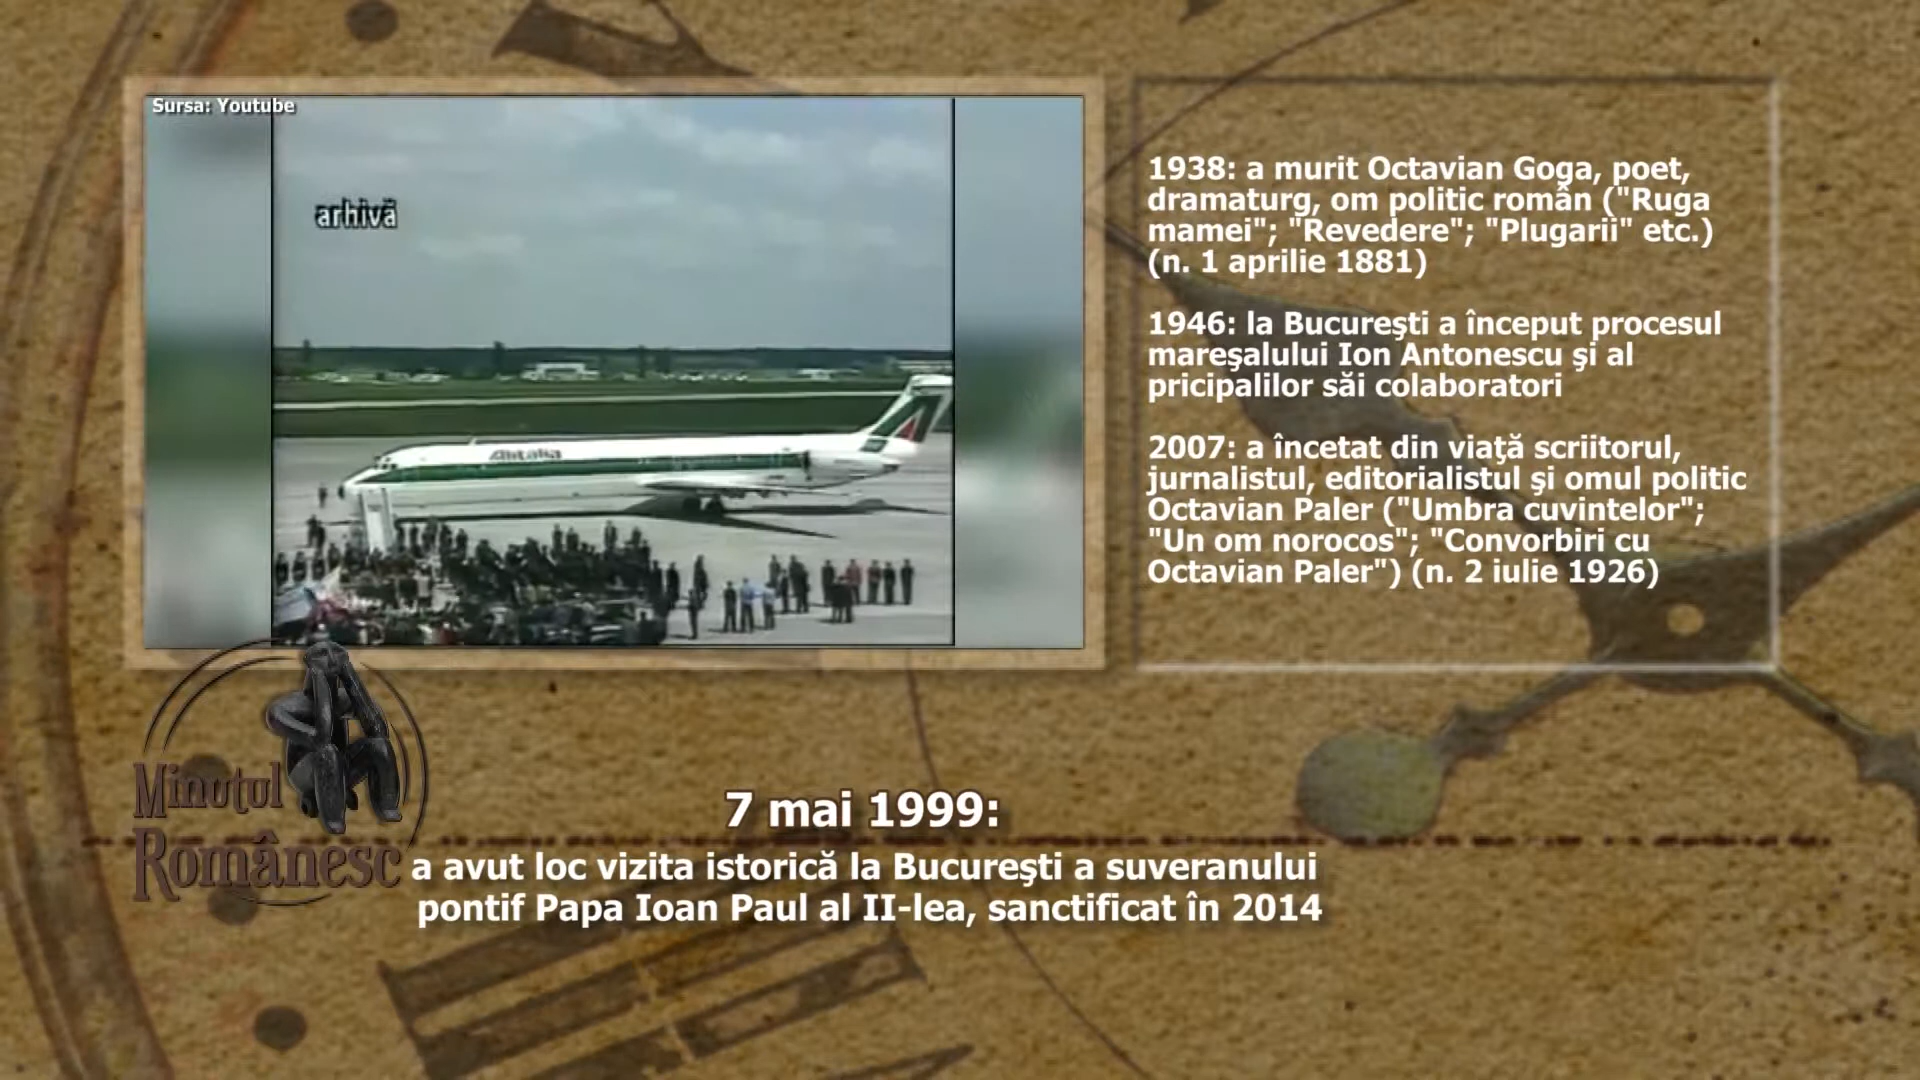 Sursa: Youtube
arhivă
Alitalia
1938: a murit Octavian Goga, poet,
dramaturg, om politic român ("Ruga
mamei"; "Revedere"; "Plugarii" etc.)
(n. 1 aprilie 1881)
1946: la Bucureşti a început procesul
mareşalului Ion Antonescu şi al
pricipalilor săi colaboratori
2007: a încetat din viaţă scriitorul,
jurnalistul, editorialistul şi omul politic
Octavian Paler ("Umbra cuvintelor";
"Un om norocos"; "Convorbiri cu
Octavian Paler") (n. 2 iulie 1926)
Minutul
Românesc
7 mai 1999:
a avut loc vizita istorică la Bucureşti a suveranului
pontif Papa Ioan Paul al II-lea, sanctificat în 2014